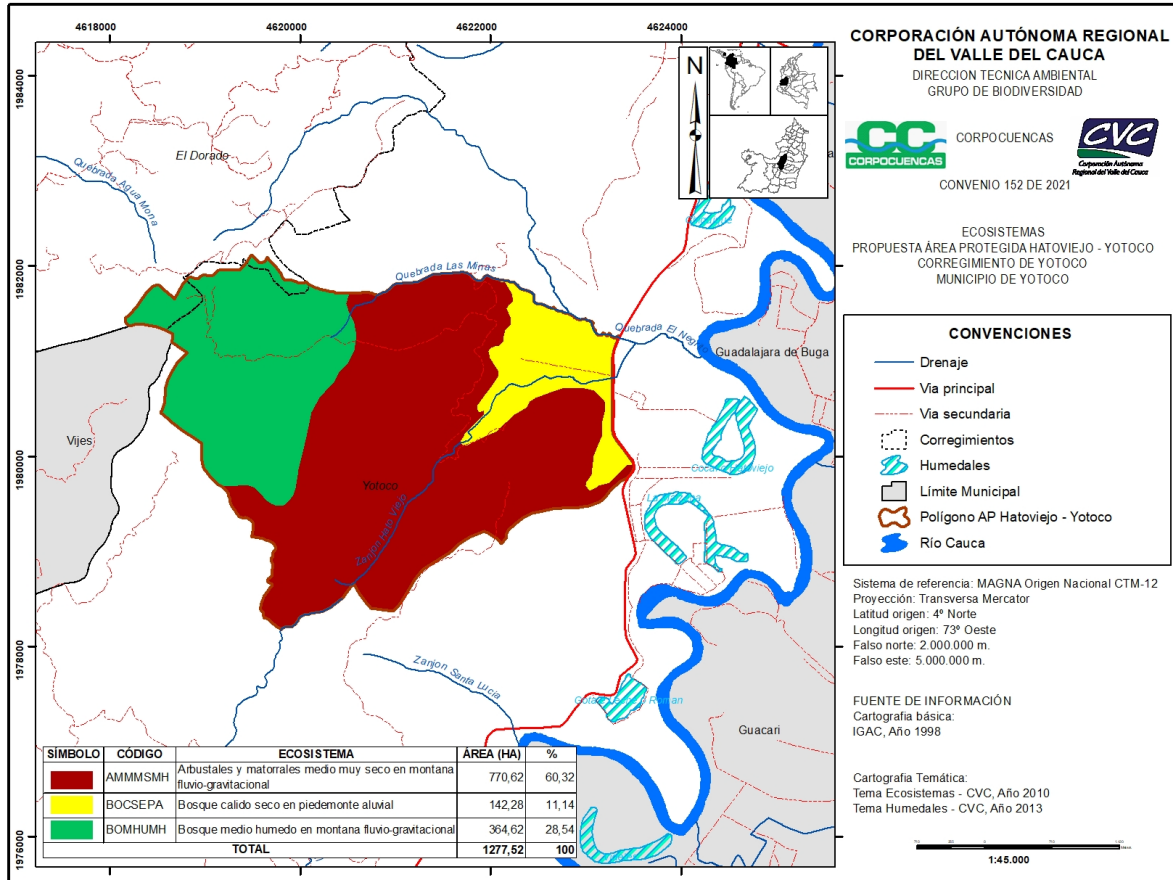 4618000
4620000
4622000
4624000
1984000
1982000
1980000
1978000
1976000
N
El Dorado
Quebrada Agua Mona
Quebrada Las Minas
Quebrada El Negrito
Guadalajara de Buga
Vijes
Yotoco
Zanjon Hato Viejo
Zanjon Santa Lucia
Guacari
CORPORACIÓN AUTÓNOMA REGIONAL
DEL VALLE DEL CAUCA
DIRECCION TECNICA AMBIENTAL
GRUPO DE BIODIVERSIDAD
CC
CORPOCUENCAS
CORPOCUENCAS
CVC
Corporación Autónoma
Regional del Valle del Cauca
CONVENIO 152 DE 2021
ECOSISTEMAS
PROPUESTA ÁREA PROTEGIDA HATOVIEJO - YOTOCO
CORREGIMIENTO DE YOTOCO
MUNICIPIO DE YOTOCO
CONVENCIONES
Drenaje
Via principal
Via secundaria
Corregimientos
Humedales
Límite Municipal
Polígono AP Hatoviejo - Yotoco
Río Cauca
Sistema de referencia: MAGNA Origen Nacional CTM-12
Proyección: Transversa Mercator
Latitud origen: 4º Norte
Longitud origen: 73º Oeste
Falso norte: 2.000.000 m.
Falso este: 5.000.000 m.
FUENTE DE INFORMACIÓN
Cartografia básica:
IGAC, Año 1998
Cartografia Temática:
Tema Ecosistemas - CVC, Año 2010
Tema Humedales - CVC, Año 2013
1:45.000
SÍMBOLO CÓDIGO ECOSISTEMA ÁREA (HA) %
AMMMSMH Arbustales y matorrales medio muy seco en montana fluvio-gravitacional 770,62 60,32
BOCSEPA Bosque calido seco en piedemonte aluvial 142,28 11,14
BOMHUMH Bosque medio humedo en montana fluvio-gravitacional 364,62 28,54
TOTAL 1277,52 100